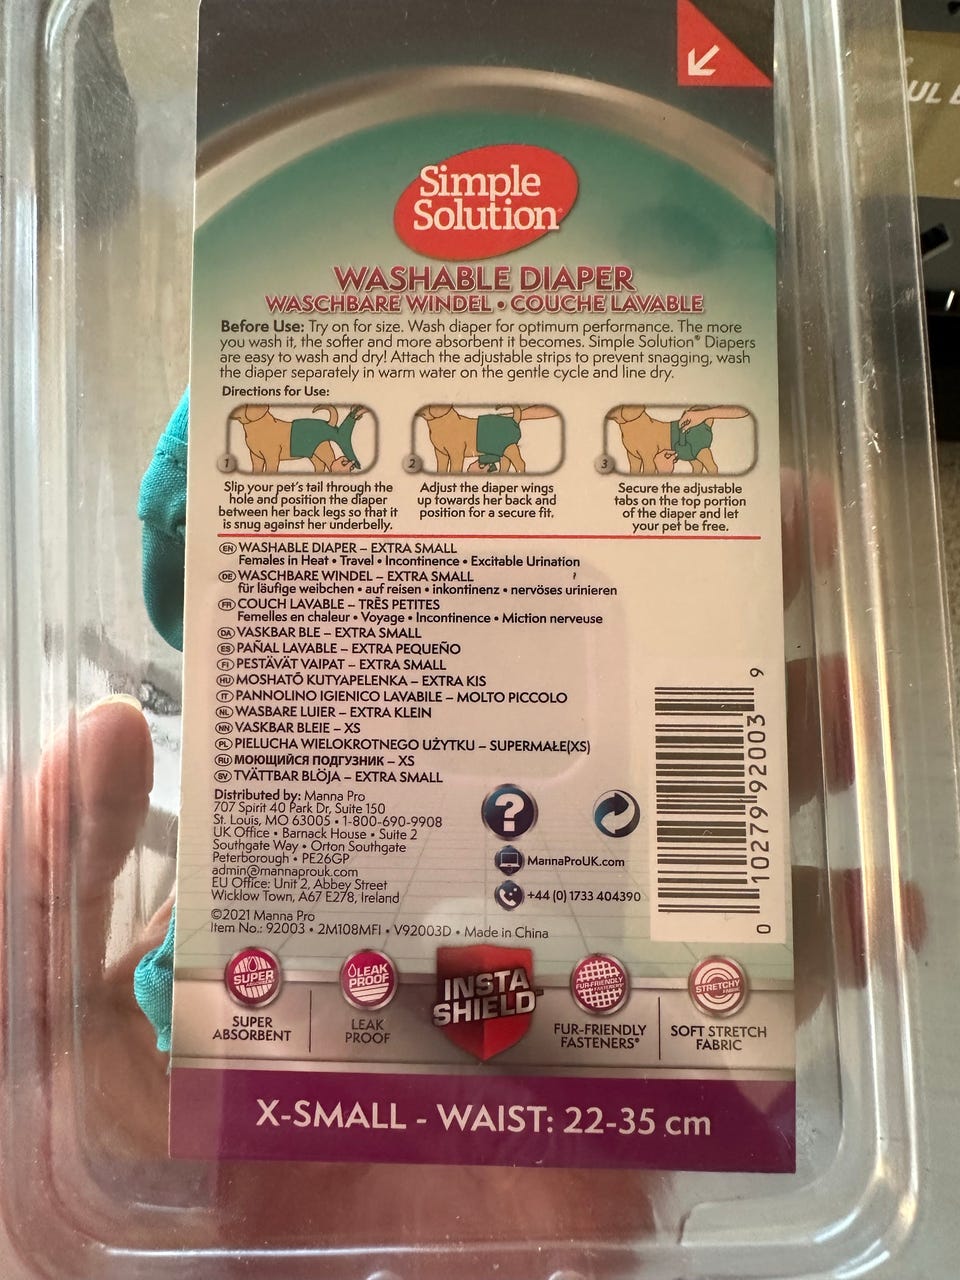 UL
Simple
Solution
WASHABLE DIAPER
WASCHBARE WINDEL • COUCHE LAVABLE
Before Use: Try on for size. Wash diaper for optimum performance. The more
you wash it, the softer and more absorbent it becomes. Simple Solution® Diapers
are easy to wash and dry! Attach the adjustable strips to prevent snagging, wash
the diaper separately in warm water on the gentle cycle and line dry.
Directions for Use:
1
Slip your pet's tail through the
hole and position the diaper
between her back legs so that it
is snug against her underbelly.
2
Adjust the diaper wings
up towards her back and
position for a secure fit.
3
Secure the adjustable
tabs on the top portion
of the diaper and let
your pet be free.
EN WASHABLE DIAPER – EXTRA SMALL
Females in Heat • Travel • Incontinence • Excitable Urination
DE WASCHBARE WINDEL – EXTRA SMALL
für läufige weibchen • auf reisen • inkontinenz • nervöses urinieren
FR COUCH LAVABLE – TRÈS PETITES
Femelles en chaleur • Voyage • Incontinence • Miction nerveuse
DA VASKBAR BLE – EXTRA SMALL
ES PAÑAL LAVABLE – EXTRA PEQUEÑO
FI PESTÄVÄT VAIPAT – EXTRA SMALL
HU MOSHATÓ KUTYAPELENKA – EXTRA KIS
IT PANNOLINO IGIENICO LAVABILE – MOLTO PICCOLO
NL WASBARE LUIER – EXTRA KLEIN
NN VASKBAR BLEIE – XS
PL PIELUCHA WIELOKROTNEGO UŻYTKU – SUPERMAŁE(XS)
RU МОЮЩИЙСЯ ПОДГУЗНИК – XS
SV TVÄTTBAR BLÖJA – EXTRA SMALL
Distributed by: Manna Pro
707 Spirit 40 Park Dr, Suite 150
St. Louis, MO 63005 • 1-800-690-9908
UK Office • Barnack House • Suite 2
Southgate Way • Orton Southgate
Peterborough • PE26GP
admin@mannaprouk.com
EU Office: Unit 2, Abbey Street
Wicklow Town, A67 E278, Ireland
©2021 Manna Pro
Item No.: 92003 • 2M108MFI • V92003D • Made in China
?
MannaProUK.com
+44 (0) 1733 404390
0 10279 92003 9
SUPER
ABSORBENT
LEAK
PROOF
INSTA
SHIELD™
FUR-FRIENDLY
FASTENERS
STRETCHY
FABRIC
SUPER
ABSORBENT
LEAK
PROOF
FUR-FRIENDLY
FASTENERS®
SOFT STRETCH
FABRIC
X-SMALL - WAIST: 22-35 cm